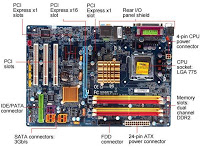 PCI
Express x1
slots
PCI
Express x16
slot
PCI
Express x1
slot
Rear I/O
panel shield
4-pin CPU
power
connector
PCI
slots
CPU
socket:
LGA 775
Memory
slots:
dual
channel
DDR2
IDE/PATA
connector
SATA connectors:
3Gb/s
FDD
connector
24-pin ATX
power connector